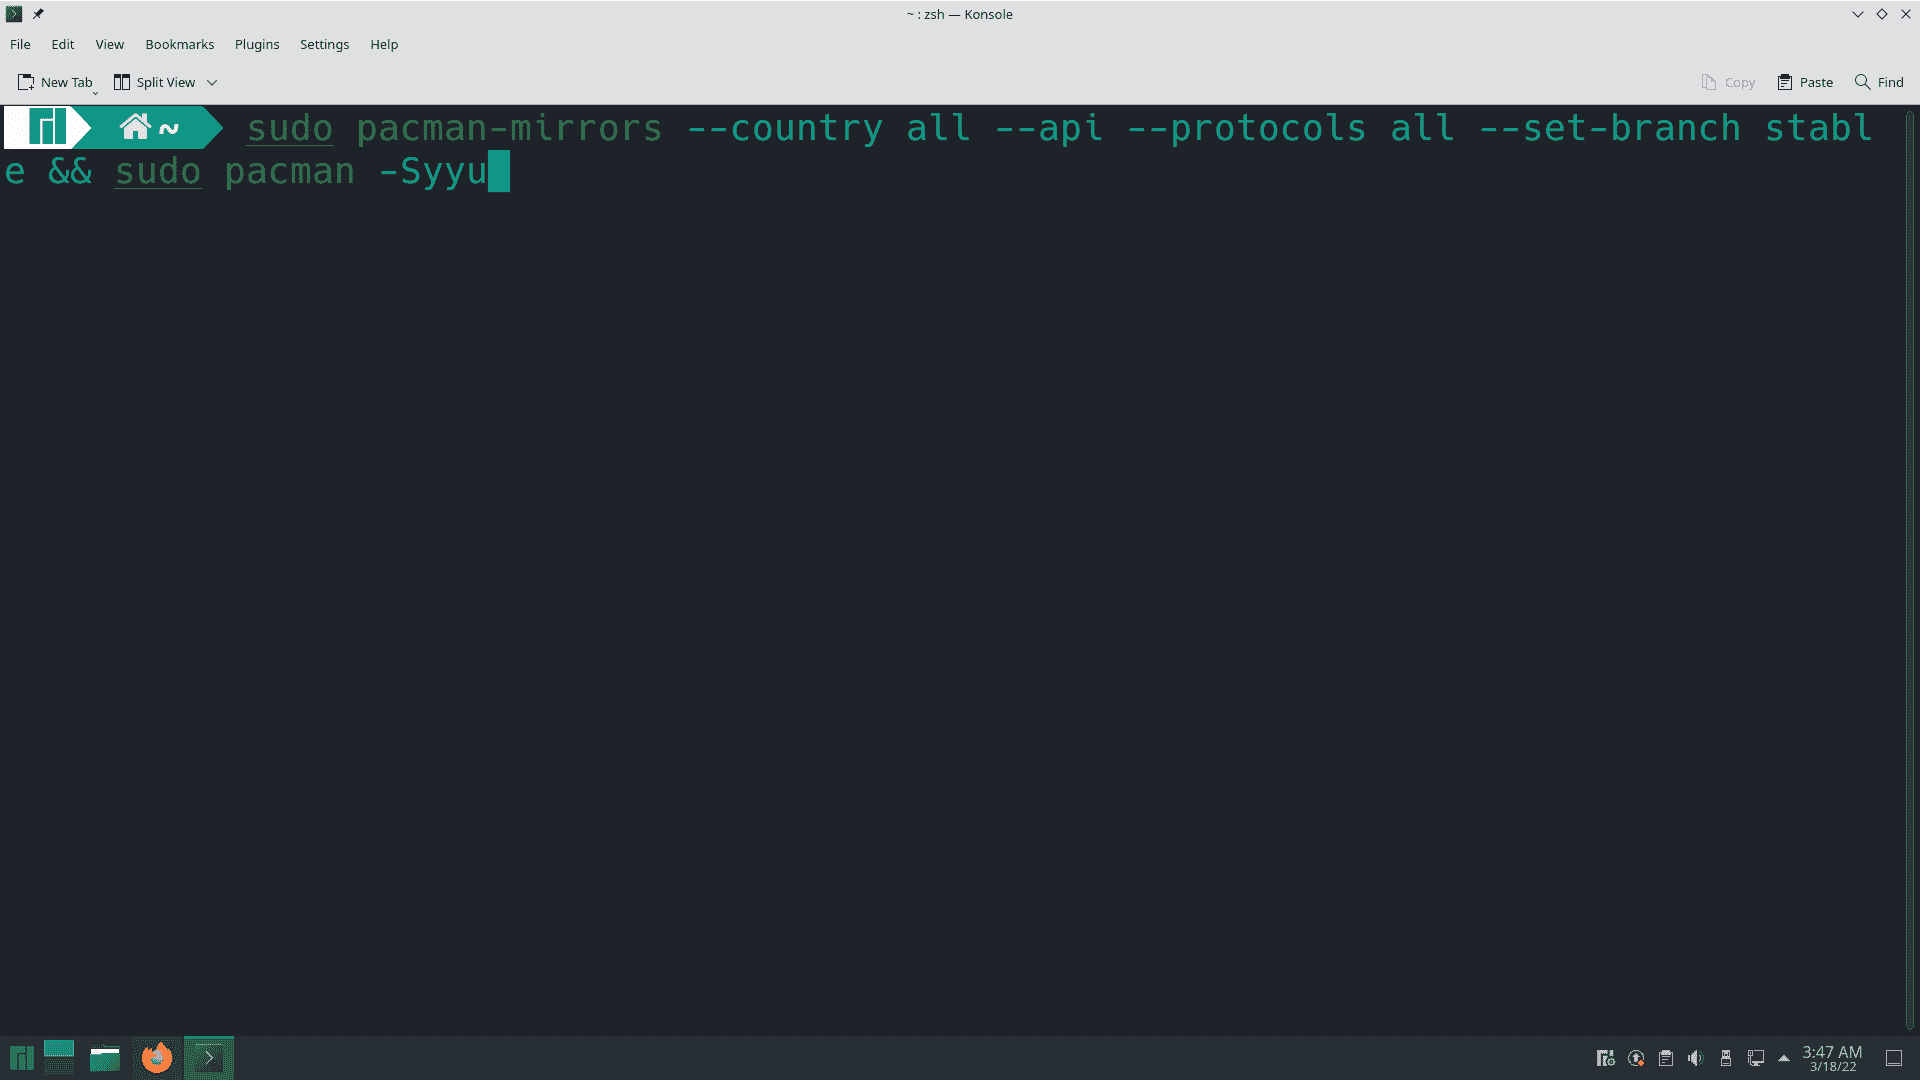 ~ : zsh — Konsole
File Edit View Bookmarks Plugins Settings Help
New Tab Split View Copy Paste Find
~ sudo pacman-mirrors --country all --api --protocols all --set-branch stabl
e && sudo pacman -Syyu
3:47 AM
3/18/22